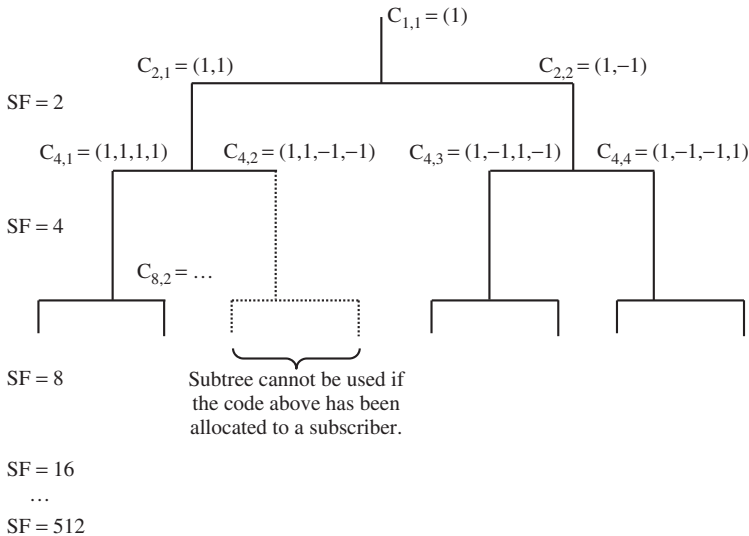 C1,1 = (1)
C2,1 = (1,1)
C2,2 = (1,−1)
SF = 2
C4,1 = (1,1,1,1)
C4,2 = (1,1,−1,−1)
C4,3 = (1,−1,1,−1)
C4,4 = (1,−1,−1,1)
SF = 4
C8,2 = …
SF = 8
Subtree cannot be used if
the code above has been
allocated to a subscriber.
SF = 16
…
SF = 512